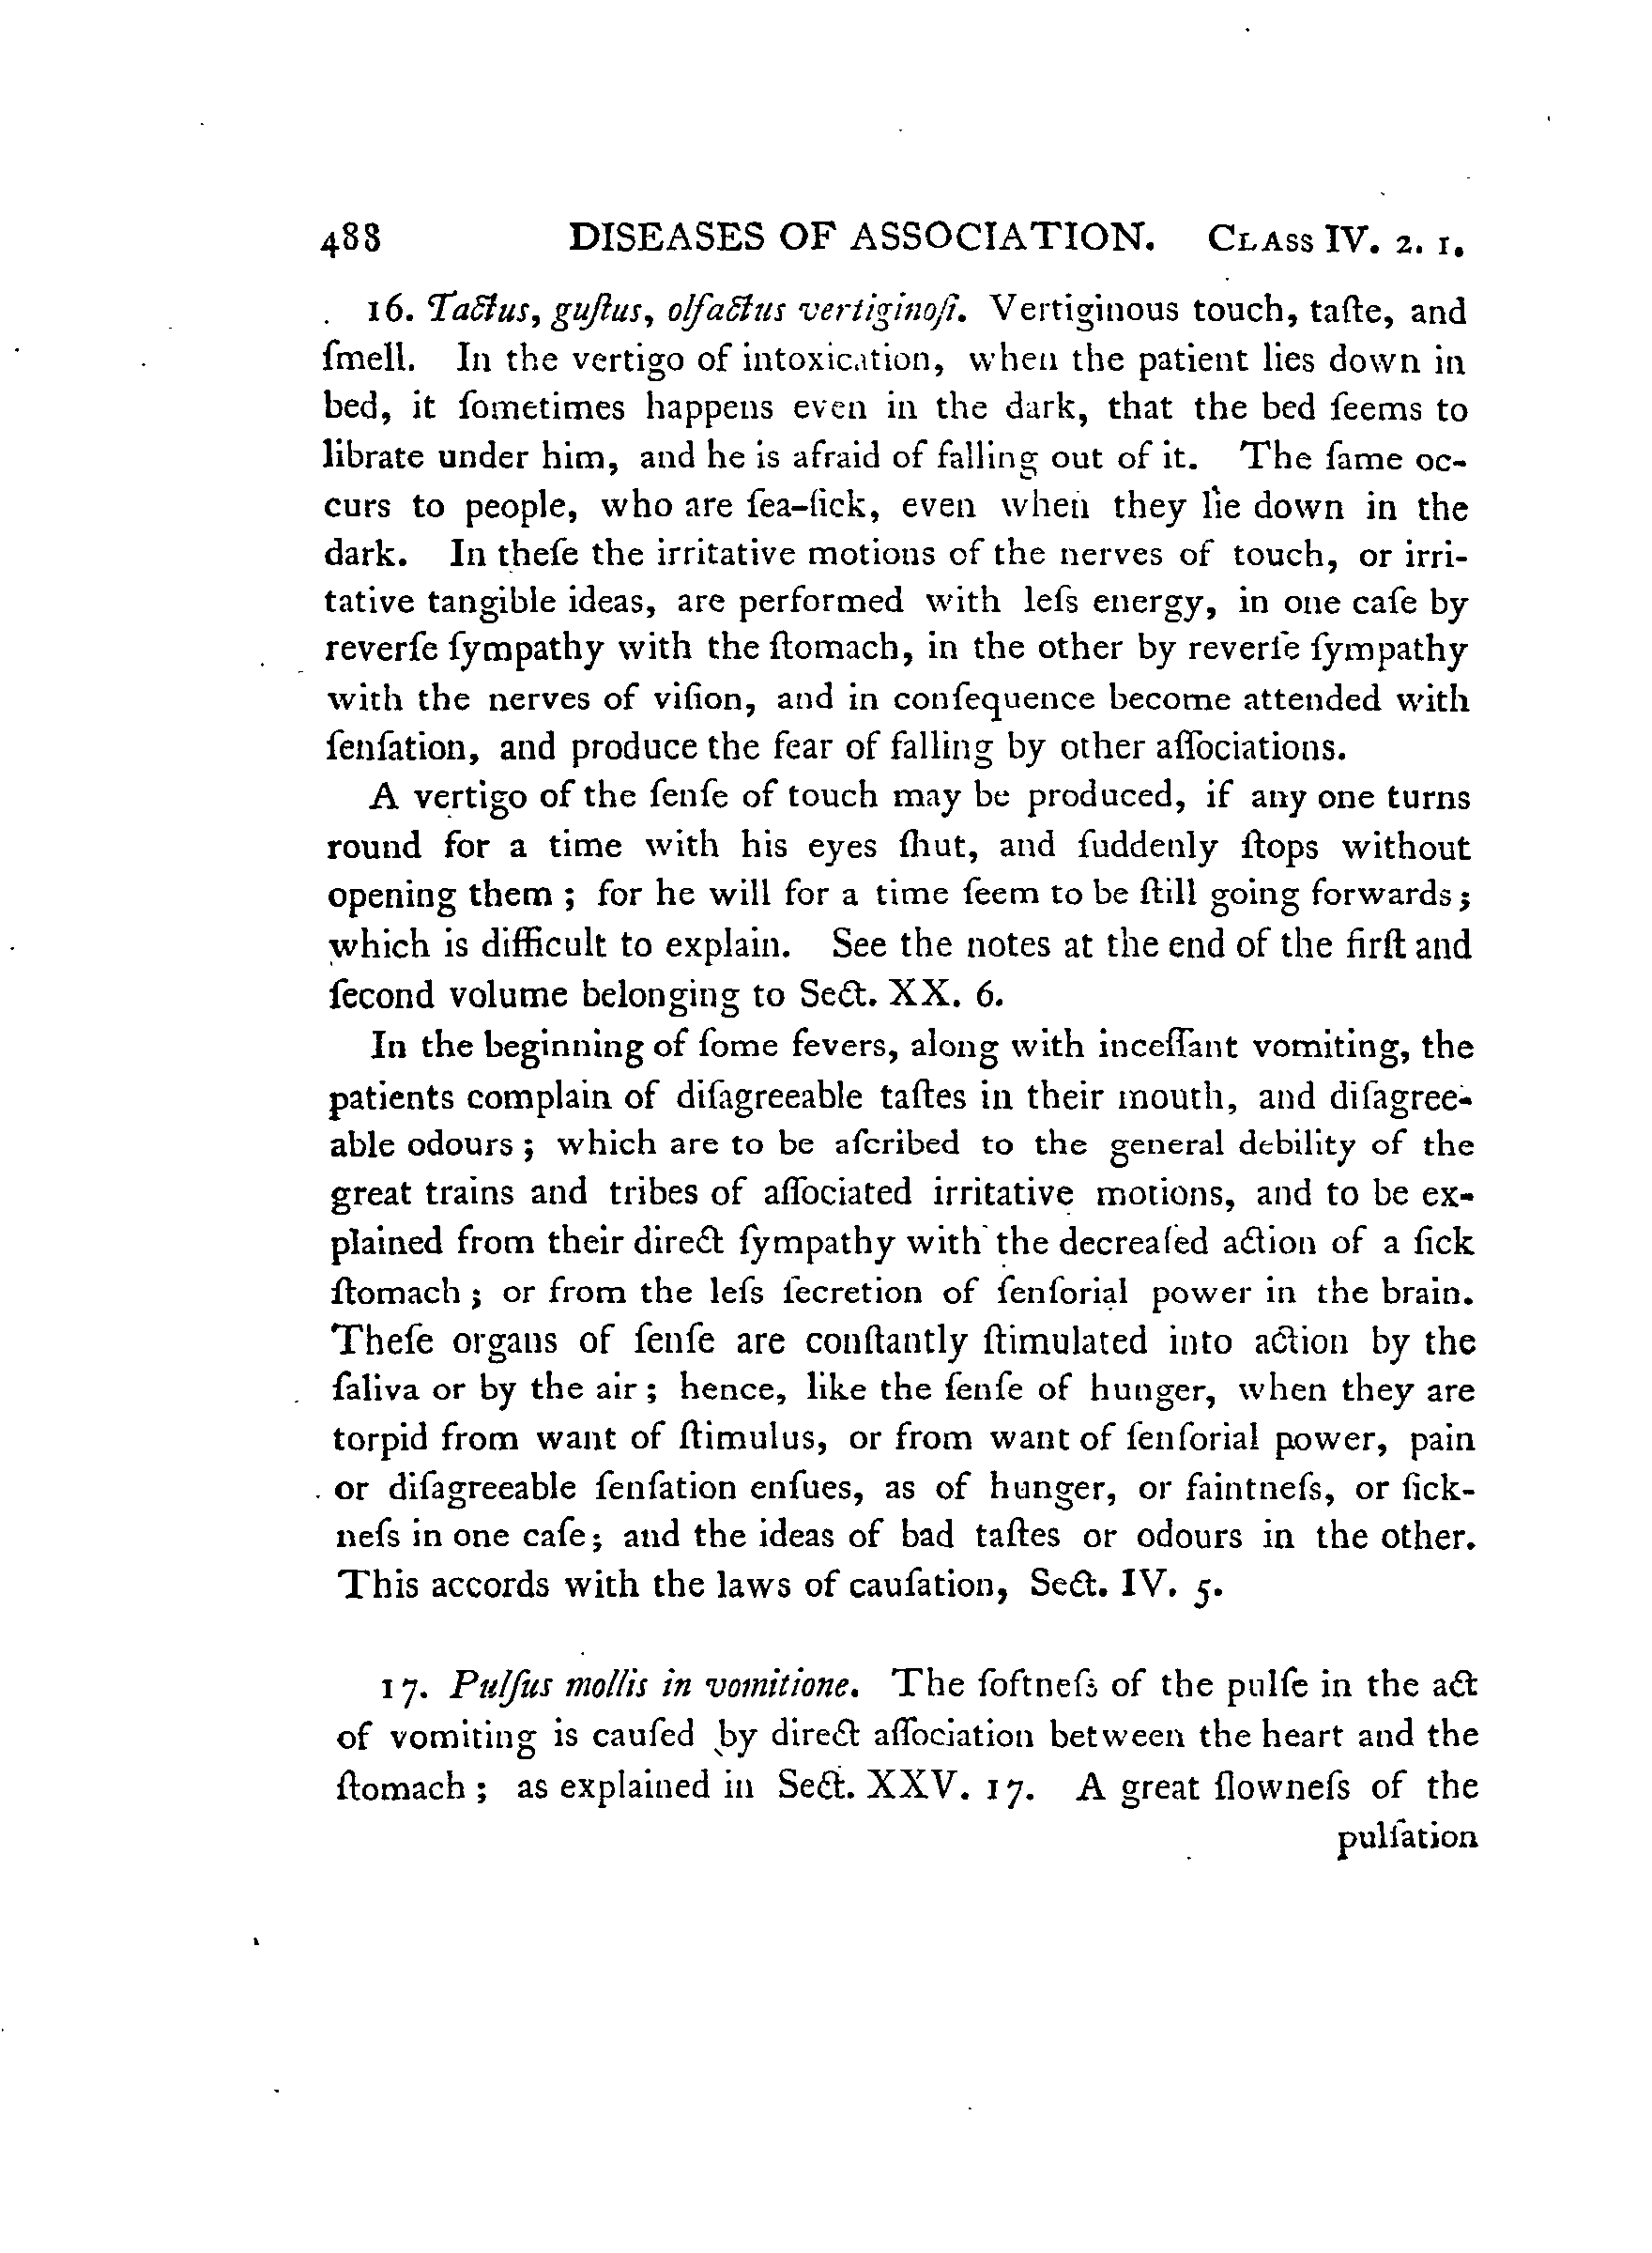 488 DISEASES OF ASSOCIATION. CLASS IV. 2. 1.
16. Tactus, guſtus, olfactus vertiginoſi. Vertiginous touch, taſte, and
ſmell. In the vertigo of intoxication, when the patient lies down in
bed, it ſometimes happens even in the dark, that the bed ſeems to
librate under him, and he is afraid of falling out of it. The ſame oc-
curs to people, who are ſea-ſick, even when they lie down in the
dark. In theſe the irritative motions of the nerves of touch, or irri-
tative tangible ideas, are performed with leſs energy, in one caſe by
reverſe ſympathy with the ſtomach, in the other by reverſe ſympathy
with the nerves of viſion, and in conſequence become attended with
ſenſation, and produce the fear of falling by other aſſociations.
A vertigo of the ſenſe of touch may be produced, if any one turns
round for a time with his eyes ſhut, and ſuddenly ſtops without
opening them ; for he will for a time ſeem to be ſtill going forwards ;
which is difficult to explain. See the notes at the end of the firſt and
ſecond volume belonging to Sect. XX. 6.
In the beginning of ſome fevers, along with inceſſant vomiting, the
patients complain of diſagreeable taſtes in their mouth, and diſagree-
able odours ; which are to be aſcribed to the general debility of the
great trains and tribes of aſſociated irritative motions, and to be ex-
plained from their direct ſympathy with the decreaſed action of a ſick
ſtomach ; or from the leſs ſecretion of ſenſorial power in the brain.
Theſe organs of ſenſe are conſtantly ſtimulated into action by the
ſaliva or by the air ; hence, like the ſenſe of hunger, when they are
torpid from want of ſtimulus, or from want of ſenſorial power, pain
or diſagreeable ſenſation enſues, as of hunger, or faintneſs, or ſick-
neſs in one caſe; and the ideas of bad taſtes or odours in the other.
This accords with the laws of cauſation, Sect. IV. 5.
17. Pulſus mollis in vomitione. The ſoftneſs of the pulſe in the act
of vomiting is cauſed by direct aſſociation between the heart and the
ſtomach ; as explained in Sect. XXV. 17. A great ſlowneſs of the
pulſation